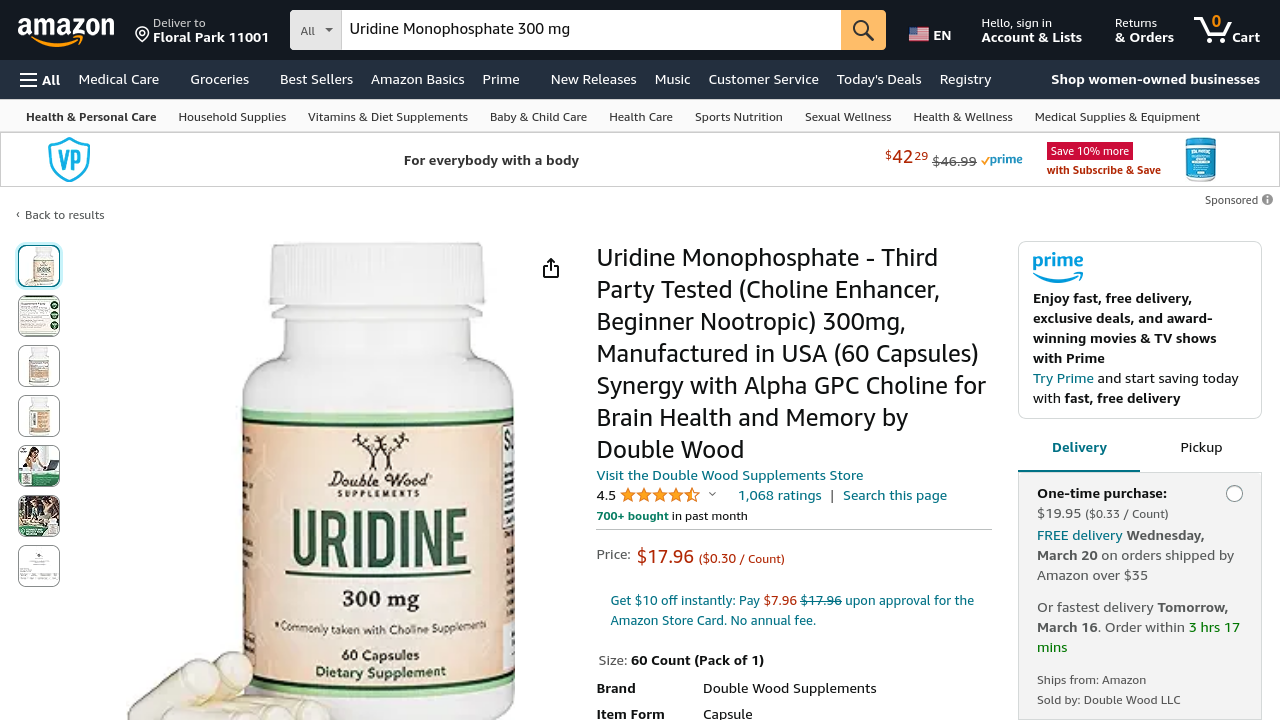 amazon
Deliver to
Floral Park 11001
All
Uridine Monophosphate 300 mg
EN
Hello, sign in
Account & Lists
Returns
& Orders
0
Cart
All
Medical Care
Groceries
Best Sellers
Amazon Basics
Prime
New Releases
Music
Customer Service
Today's Deals
Registry
Shop women-owned businesses
Health & Personal Care
Household Supplies
Vitamins & Diet Supplements
Baby & Child Care
Health Care
Sports Nutrition
Sexual Wellness
Health & Wellness
Medical Supplies & Equipment
VP
For everybody with a body
$42 29 $46.99 prime
Save 10% more
with Subscribe & Save
Sponsored
‹ Back to results
Double Wood
SUPPLEMENTS
URIDINE
300 mg
*Commonly taken with Choline Supplements
60 Capsules
Dietary Supplement
Uridine Monophosphate - Third
Party Tested (Choline Enhancer,
Beginner Nootropic) 300mg,
Manufactured in USA (60 Capsules)
Synergy with Alpha GPC Choline for
Brain Health and Memory by
Double Wood
Visit the Double Wood Supplements Store
4.5
1,068 ratings | Search this page
700+ bought in past month
Price: $17.96 ($0.30 / Count)
Get $10 off instantly: Pay $7.96 $17.96 upon approval for the
Amazon Store Card. No annual fee.
Size: 60 Count (Pack of 1)
Brand Double Wood Supplements
Item Form Capsule
prime
Enjoy fast, free delivery,
exclusive deals, and award-
winning movies & TV shows
with Prime
Try Prime and start saving today
with fast, free delivery
Delivery
Pickup
One-time purchase:
$19.95 ($0.33 / Count)
FREE delivery Wednesday,
March 20 on orders shipped by
Amazon over $35
Or fastest delivery Tomorrow,
March 16. Order within 3 hrs 17
mins
Ships from: Amazon
Sold by: Double Wood LLC